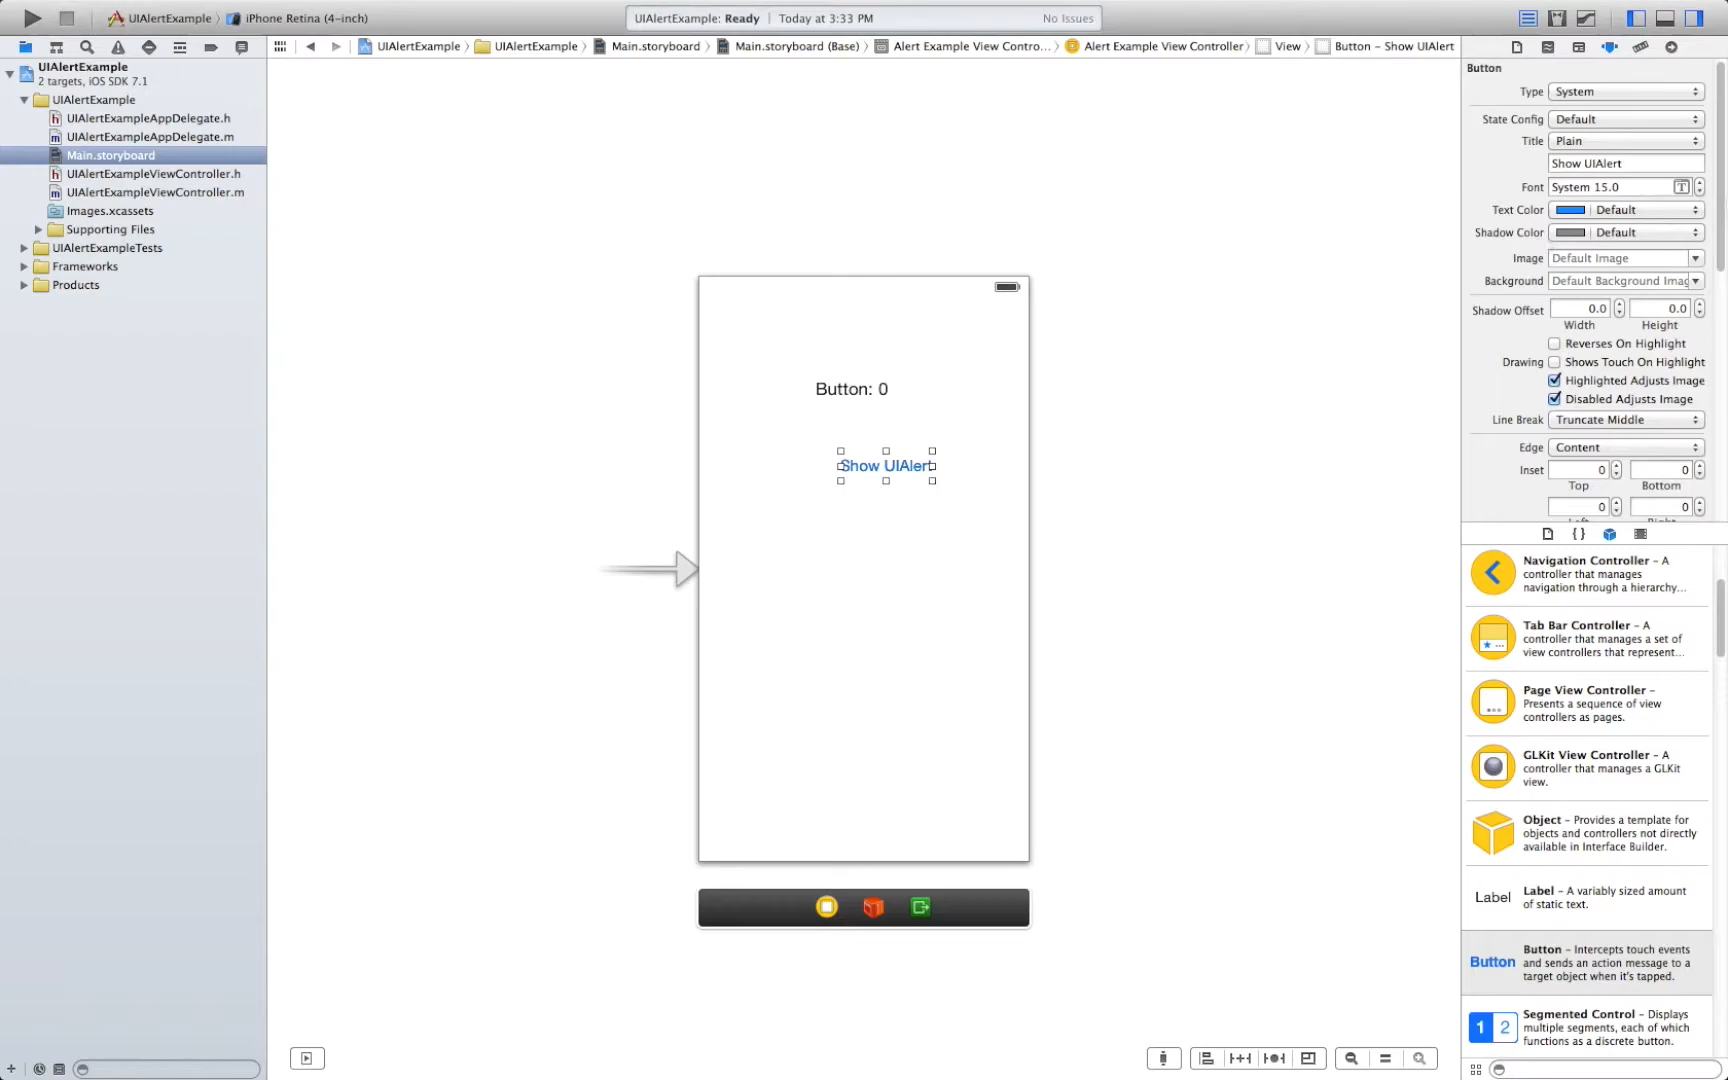 UIAlertExample
iPhone Retina (4-inch)
UIAlertExample: Ready
Today at 3:33 PM
No Issues
UIAlertExample
UIAlertExample
Main.storyboard
Main.storyboard (Base)
Alert Example View Contro...
Alert Example View Controller
View
Button – Show UIAlert
UIAlertExample
2 targets, iOS SDK 7.1
UIAlertExample
UIAlertExampleAppDelegate.h
UIAlertExampleAppDelegate.m
Main.storyboard
UIAlertExampleViewController.h
UIAlertExampleViewController.m
Images.xcassets
Supporting Files
UIAlertExampleTests
Frameworks
Products
Button: 0
Show UIAlert
Button
Type System
State Config Default
Title Plain
Show UIAlert
Font System 15.0
Text Color Default
Shadow Color Default
Image Default Image
Background Default Background Imag
Shadow Offset 0.0 0.0
Width Height
Reverses On Highlight
Drawing Shows Touch On Highlight
Highlighted Adjusts Image
Disabled Adjusts Image
Line Break Truncate Middle
Edge Content
Inset 0 0
Top Bottom
0 0
Left Right
Navigation Controller – A
controller that manages
navigation through a hierarchy...
Tab Bar Controller – A
controller that manages a set of
view controllers that represent...
Page View Controller –
Presents a sequence of view
controllers as pages.
GLKit View Controller – A
controller that manages a GLKit
view.
Object – Provides a template for
objects and controllers not directly
available in Interface Builder.
Label
Label – A variably sized amount
of static text.
Button
Button – Intercepts touch events
and sends an action message to a
target object when it's tapped.
1 2
Segmented Control – Displays
multiple segments, each of which
functions as a discrete button.